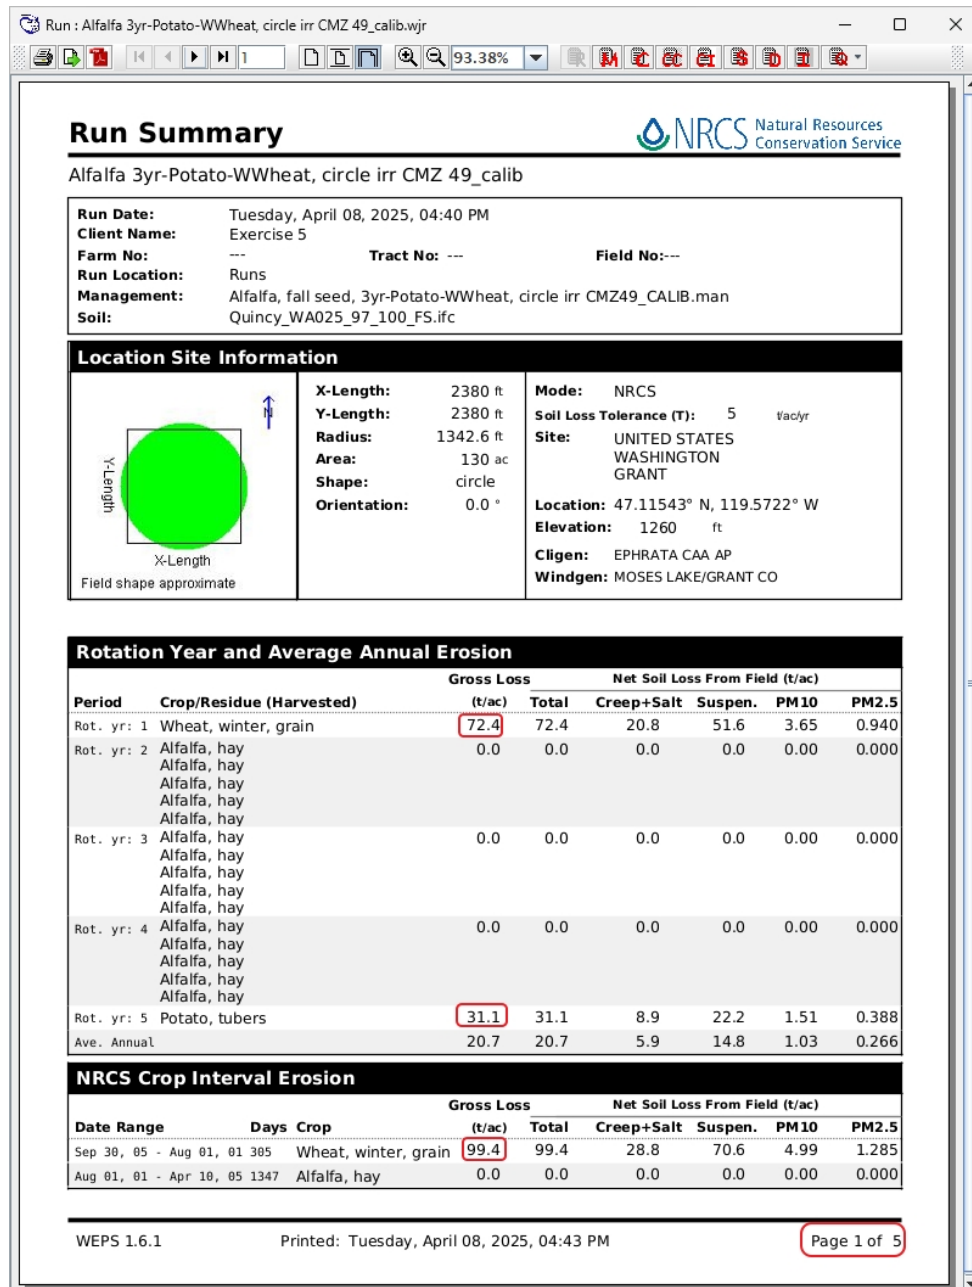 Run : Alfalfa 3yr-Potato-WWheat, circle irr CMZ 49_calib.wjr
1 93.38%
Run Summary
NRCS Natural Resources Conservation Service
Alfalfa 3yr-Potato-WWheat, circle irr CMZ 49_calib
Run Date: Tuesday, April 08, 2025, 04:40 PM
Client Name: Exercise 5
Farm No: --- Tract No: --- Field No:---
Run Location: Runs
Management: Alfalfa, fall seed, 3yr-Potato-WWheat, circle irr CMZ49_CALIB.man
Soil: Quincy_WA025_97_100_FS.ifc
Location Site Information
N
Y-Length
X-Length
Field shape approximate
X-Length: 2380 ft
Y-Length: 2380 ft
Radius: 1342.6 ft
Area: 130 ac
Shape: circle
Orientation: 0.0 °
Mode: NRCS
Soil Loss Tolerance (T): 5 t/ac/yr
Site: UNITED STATES
WASHINGTON
GRANT
Location: 47.11543° N, 119.5722° W
Elevation: 1260 ft
Cligen: EPHRATA CAA AP
Windgen: MOSES LAKE/GRANT CO
Rotation Year and Average Annual Erosion
Gross Loss Net Soil Loss From Field (t/ac)
Period Crop/Residue (Harvested) (t/ac) Total Creep+Salt Suspen. PM10 PM2.5
Rot. yr: 1 Wheat, winter, grain 72.4 72.4 20.8 51.6 3.65 0.940
Rot. yr: 2 Alfalfa, hay 0.0 0.0 0.0 0.0 0.00 0.000
Alfalfa, hay
Alfalfa, hay
Alfalfa, hay
Alfalfa, hay
Rot. yr: 3 Alfalfa, hay 0.0 0.0 0.0 0.0 0.00 0.000
Alfalfa, hay
Alfalfa, hay
Alfalfa, hay
Alfalfa, hay
Rot. yr: 4 Alfalfa, hay 0.0 0.0 0.0 0.0 0.00 0.000
Alfalfa, hay
Alfalfa, hay
Alfalfa, hay
Alfalfa, hay
Rot. yr: 5 Potato, tubers 31.1 31.1 8.9 22.2 1.51 0.388
Ave. Annual 20.7 20.7 5.9 14.8 1.03 0.266
NRCS Crop Interval Erosion
Gross Loss Net Soil Loss From Field (t/ac)
Date Range Days Crop (t/ac) Total Creep+Salt Suspen. PM10 PM2.5
Sep 30, 05 - Aug 01, 01 305 Wheat, winter, grain 99.4 99.4 28.8 70.6 4.99 1.285
Aug 01, 01 - Apr 10, 05 1347 Alfalfa, hay 0.0 0.0 0.0 0.0 0.00 0.000
WEPS 1.6.1 Printed: Tuesday, April 08, 2025, 04:43 PM Page 1 of 5